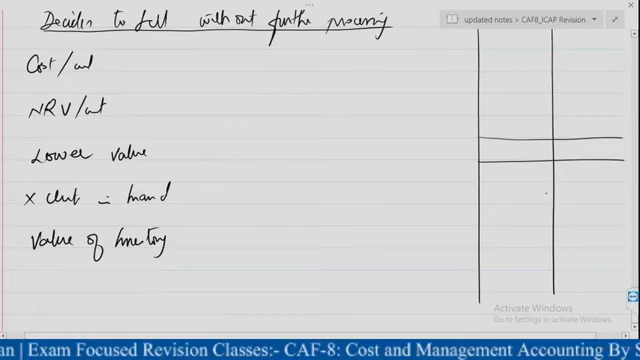 Decides to sell without further processing
updated notes > CAF8_ICAP Revision
Cost/unit
NRV/unit
Lower value
x Unit in hand
Value of Inventory
Activate Windows
Go to Settings to activate Windows.
an | Exam Focused Revision Classes:- CAF-8: Cost and Management Accounting By S